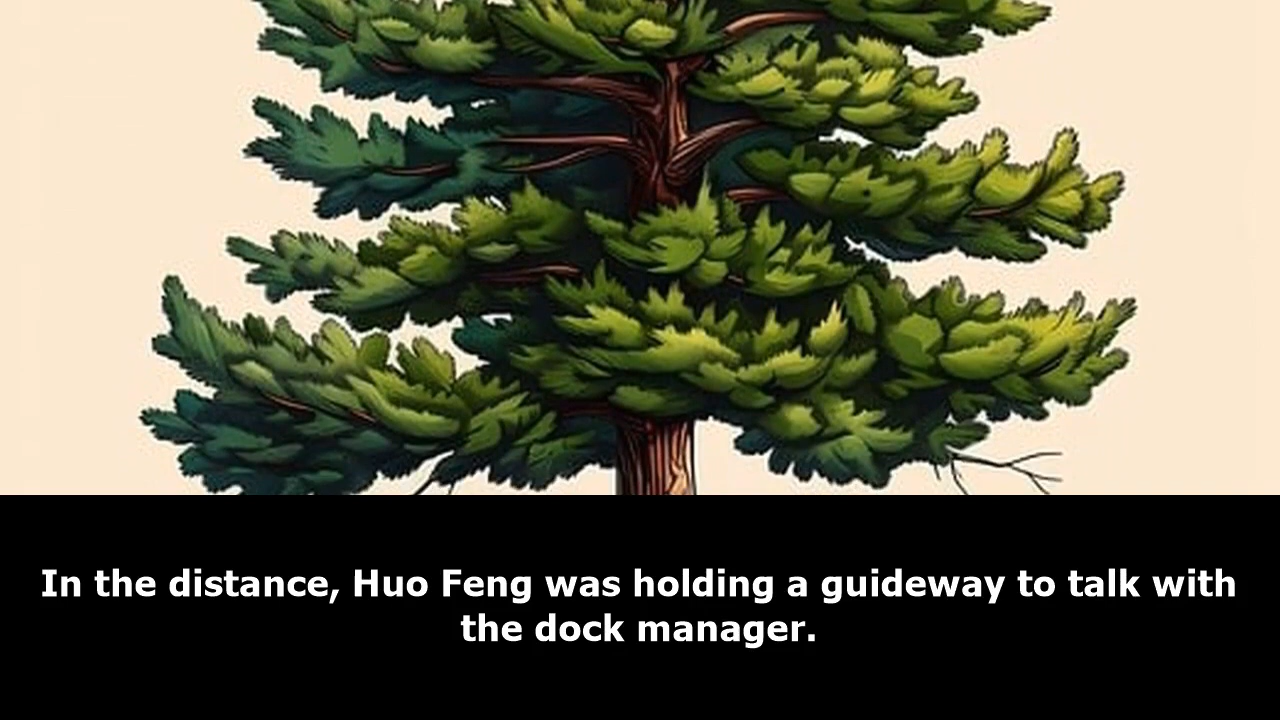 In the distance, Huo Feng was holding a guideway to talk with
the dock manager.